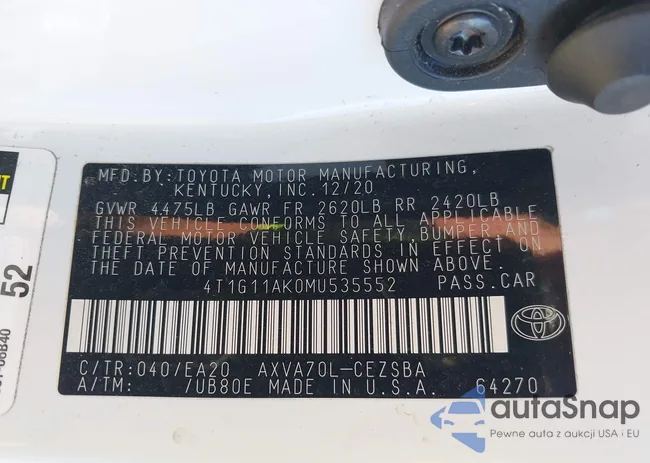 MFD.BY:TOYOTA MOTOR MANUFACTURING,
KENTUCKY, INC.12/20
GVWR 4475LB GAWR FR 2620LB RR 2420LB
THIS VEHICLE CONFORMS TO ALL APPLICABLE
FEDERAL MOTOR VEHICLE SAFETY,BUMPER,AND
THEFT PREVENTION STANDARDS IN EFFECT ON
THE DATE OF MANUFACTURE SHOWN ABOVE.
4T1G11AK0MU535552 PASS.CAR
C/TR:040/EA20 AXVA70L-CEZSBA
A/TM: /UB80E MADE IN U.S.A. 64270
52
06B40
autaSnap
Pewne auta z aukcji USA i EU